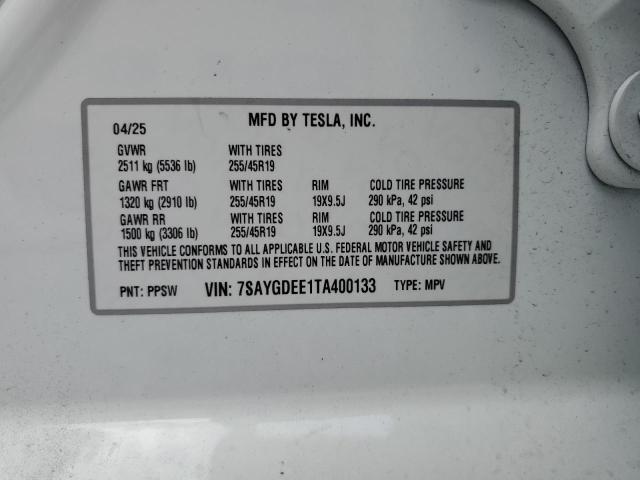 04/25 MFD BY TESLA, INC.
GVWR WITH TIRES
2511 kg (5536 lb) 255/45R19
GAWR FRT WITH TIRES RIM COLD TIRE PRESSURE
1320 kg (2910 lb) 255/45R19 19X9.5J 290 kPa, 42 psi
GAWR RR WITH TIRES RIM COLD TIRE PRESSURE
1500 kg (3306 lb) 255/45R19 19X9.5J 290 kPa, 42 psi
THIS VEHICLE CONFORMS TO ALL APPLICABLE U.S. FEDERAL MOTOR VEHICLE SAFETY AND
THEFT PREVENTION STANDARDS IN EFFECT ON THE DATE OF MANUFACTURE SHOWN ABOVE.
PNT: PPSW VIN: 7SAYGDEE1TA400133 TYPE: MPV